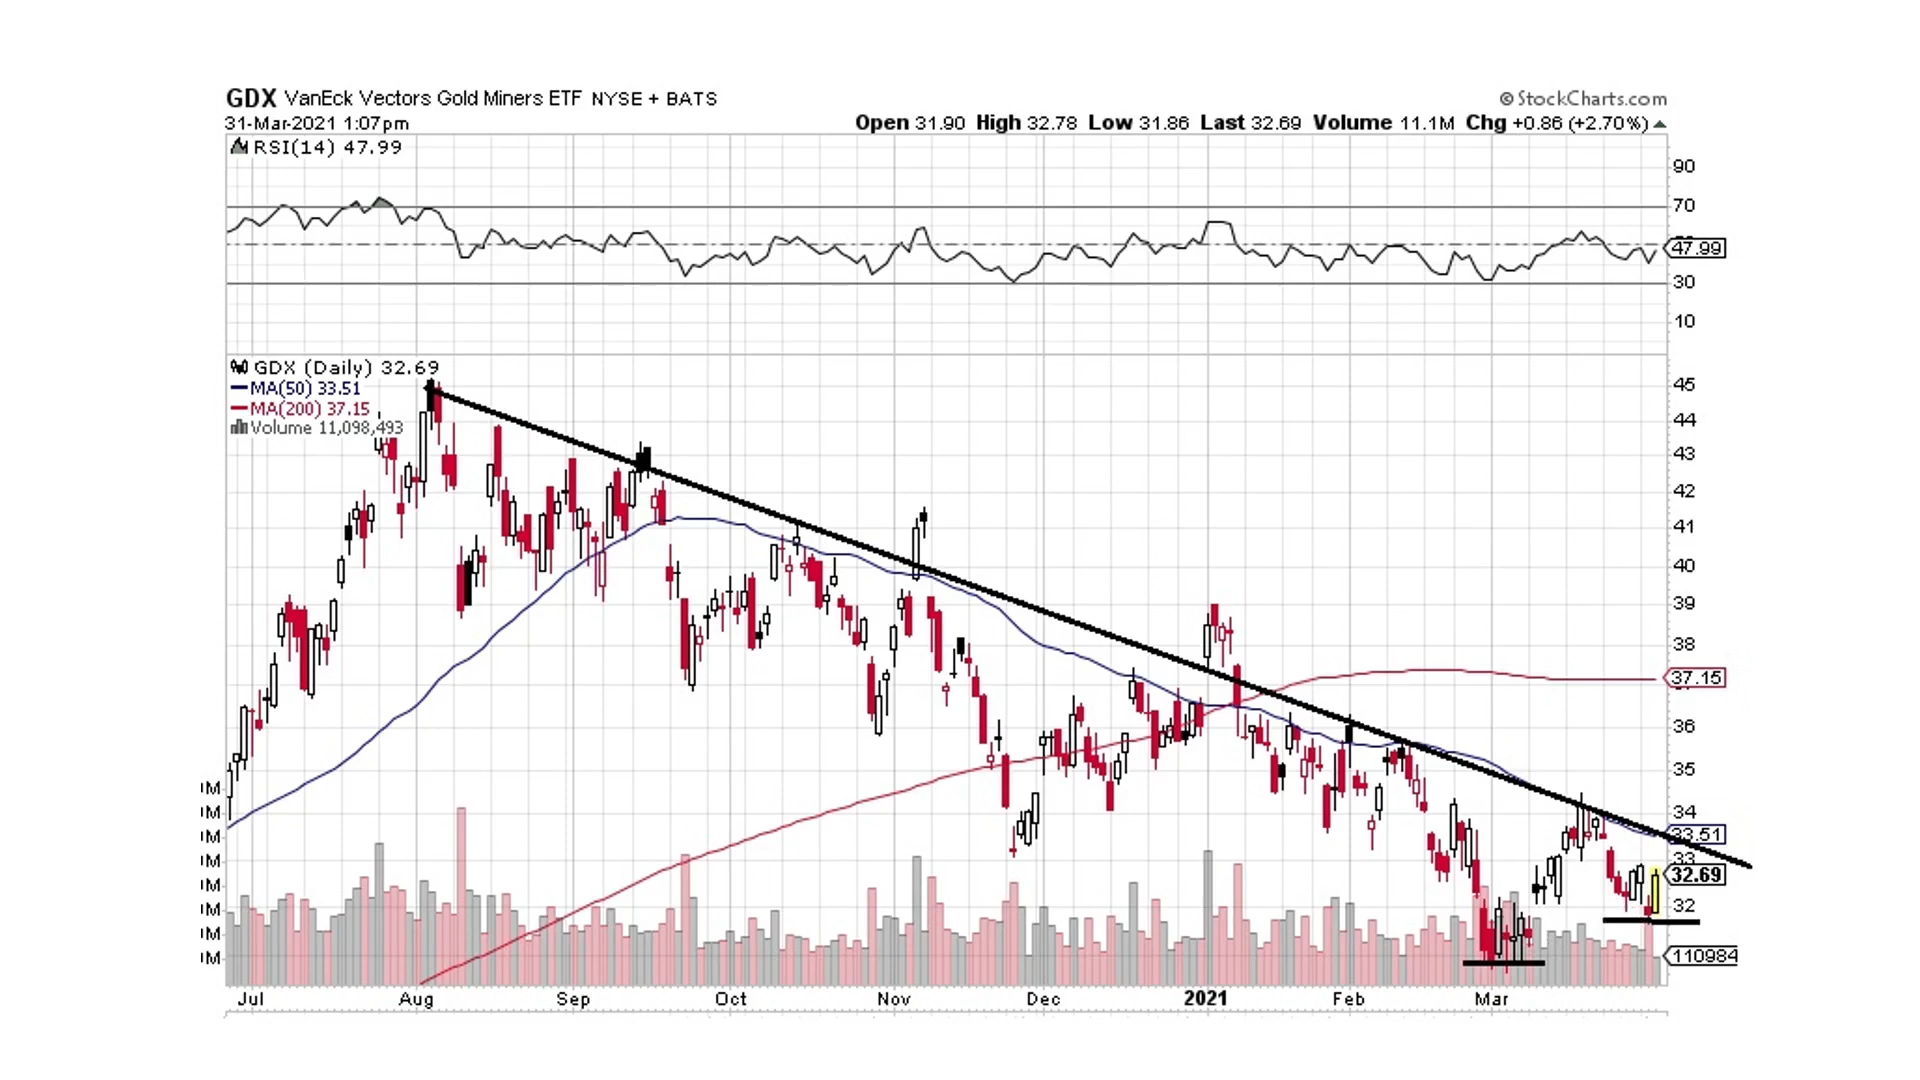 GDX VanEck Vectors Gold Miners ETF NYSE + BATS © StockCharts.com
31-Mar-2021 1:07pm Open 31.90 High 32.78 Low 31.86 Last 32.69 Volume 11.1M Chg +0.86 (+2.70%)
RSI(14) 47.99
90
70
47.99
30
10
GDX (Daily) 32.69
MA(50) 33.51
MA(200) 37.15
Volume 11,098,493
45
44
43
42
41
40
39
38
37.15
36
35
34
33.51
33
32.69
32
110984
M
M
M
M
M
M
M
M
Jul Aug Sep Oct Nov Dec 2021 Feb Mar